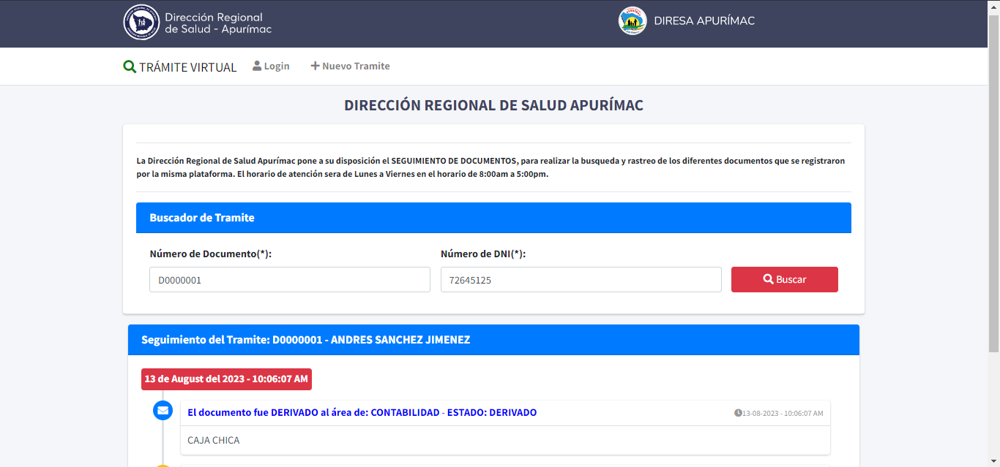 Dirección Regional
de Salud - Apurímac
DIRESA APURÍMAC
TRÁMITE VIRTUAL
Login
Nuevo Tramite
DIRECCIÓN REGIONAL DE SALUD APURÍMAC
La Dirección Regional de Salud Apurímac pone a su disposición el SEGUIMIENTO DE DOCUMENTOS, para realizar la busqueda y rastreo de los diferentes documentos que se registraron
por la misma plataforma. El horario de atención sera de Lunes a Viernes en el horario de 8:00am a 5:00pm.
Buscador de Tramite
Número de Documento(*):
Número de DNI(*):
D0000001
72645125
Buscar
Seguimiento del Tramite: D0000001 - ANDRES SANCHEZ JIMENEZ
13 de August del 2023 - 10:06:07 AM
El documento fue DERIVADO al área de: CONTABILIDAD - ESTADO: DERIVADO
13-08-2023 - 10:06:07 AM
CAJA CHICA